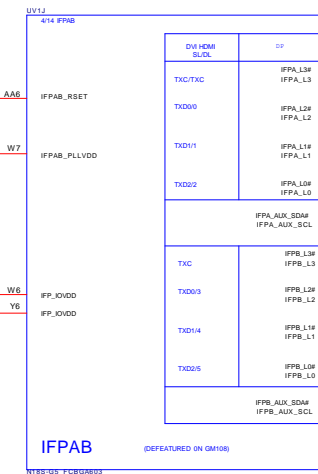 UV1J
4/14 IFPAB
DVI HDMI
SL/DL
DP
AA6
IFPAB_RSET
W7
IFPAB_PLLVDD
W6
IFP_IOVDD
Y6
IFP_IOVDD
TXC/TXC
IFPA_L3#
IFPA_L3
TXD0/0
IFPA_L2#
IFPA_L2
TXD1/1
IFPA_L1#
IFPA_L1
TXD2/2
IFPA_L0#
IFPA_L0
IFPA_AUX_SDA#
IFPA_AUX_SCL
TXC
IFPB_L3#
IFPB_L3
TXD0/3
IFPB_L2#
IFPB_L2
TXD1/4
IFPB_L1#
IFPB_L1
TXD2/5
IFPB_L0#
IFPB_L0
IFPB_AUX_SDA#
IFPB_AUX_SCL
IFPAB
(DEFEATURED ON GM108)
N18S-G5_FCBGA603